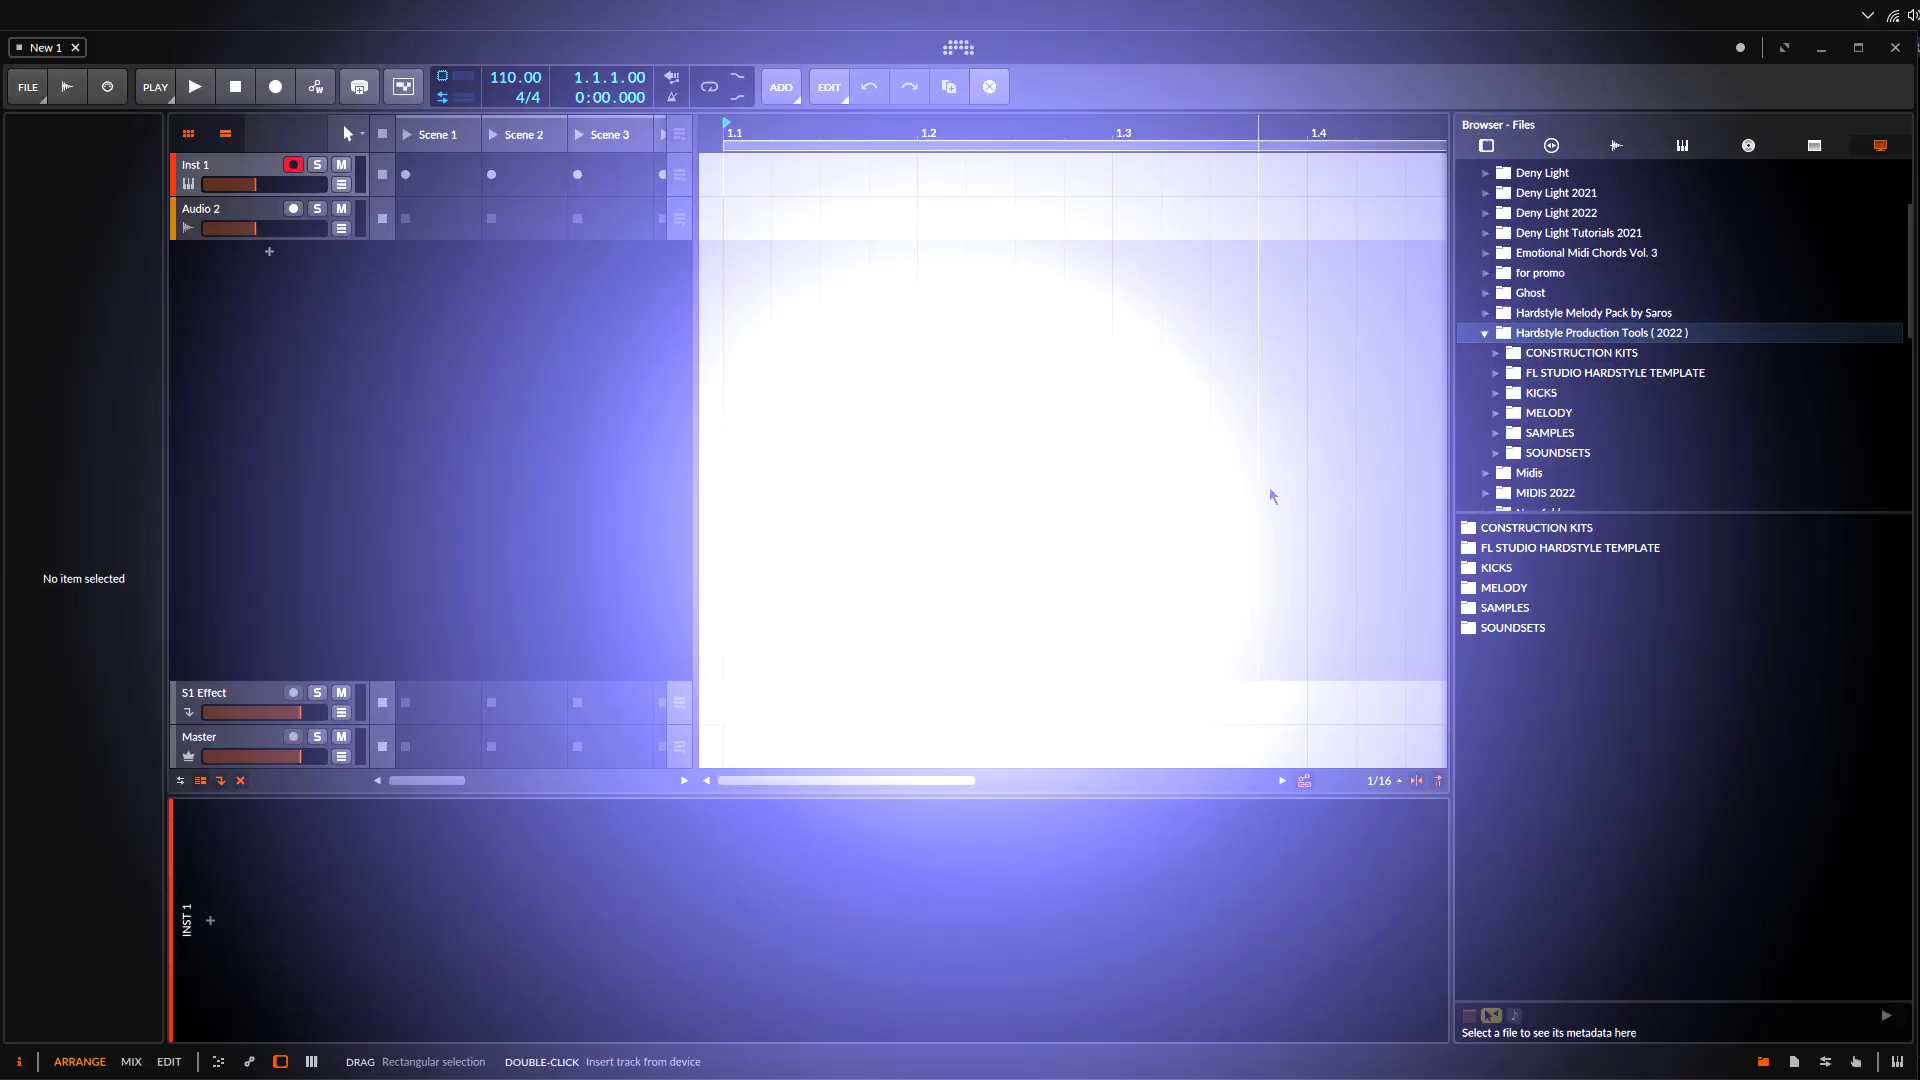 New 1
FILE
PLAY
110.00
4/4
1.1.1.00
0:00.000
ADD
EDIT
Scene 1
Scene 2
Scene 3
1.1
1.2
1.3
1.4
Inst 1
S M
Audio 2
S M
No item selected
S1 Effect
S M
Master
S M
1/16
INST 1
Browser - Files
Deny Light
Deny Light 2021
Deny Light 2022
Deny Light Tutorials 2021
Emotional Midi Chords Vol. 3
for promo
Ghost
Hardstyle Melody Pack by Saros
Hardstyle Production Tools ( 2022 )
CONSTRUCTION KITS
FL STUDIO HARDSTYLE TEMPLATE
KICKS
MELODY
SAMPLES
SOUNDSETS
Midis
MIDIS 2022
CONSTRUCTION KITS
FL STUDIO HARDSTYLE TEMPLATE
KICKS
MELODY
SAMPLES
SOUNDSETS
Select a file to see its metadata here
i
ARRANGE
MIX
EDIT
DRAG Rectangular selection
DOUBLE-CLICK Insert track from device